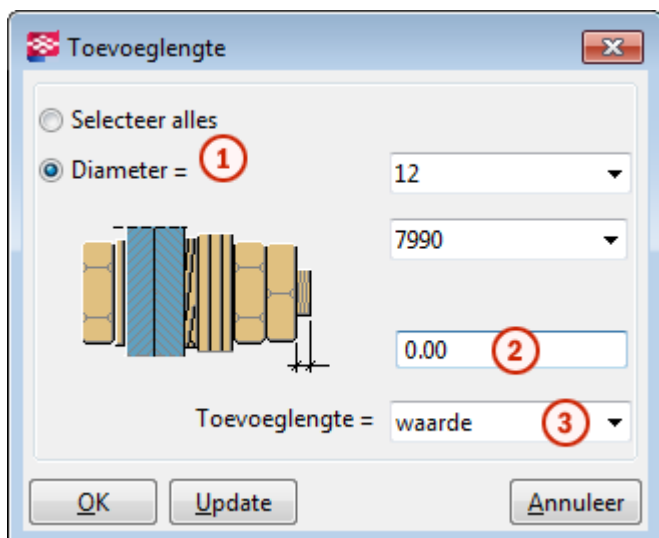 Toevoeglengte
Selecteer alles
Diameter = 1 12
7990
0.00 2
Toevoeglengte = waarde 3
OK Update Annuleer